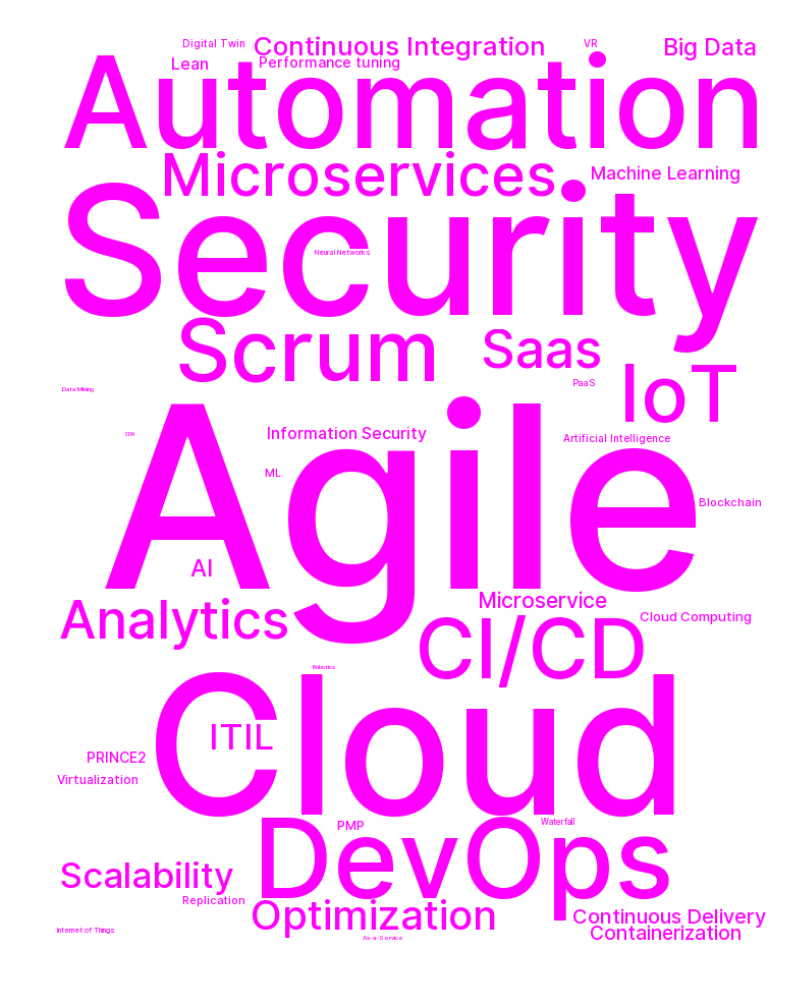 Digital Twin
Continuous Integration
VR
Big Data
Lean
Performance tuning
Automation
Microservices
Machine Learning
Security
Neural Networks
Scrum
Saas
PaaS
IoT
Data Mining
Agile
SDN
Information Security
Artificial Intelligence
ML
Blockchain
AI
Analytics
Microservice
Cloud Computing
CI/CD
Robotics
Cloud
ITIL
PRINCE2
Virtualization
PMP
Waterfall
DevOps
Scalability
Replication
Optimization
Continuous Delivery
Containerization
Internet of Things
As-a-Service